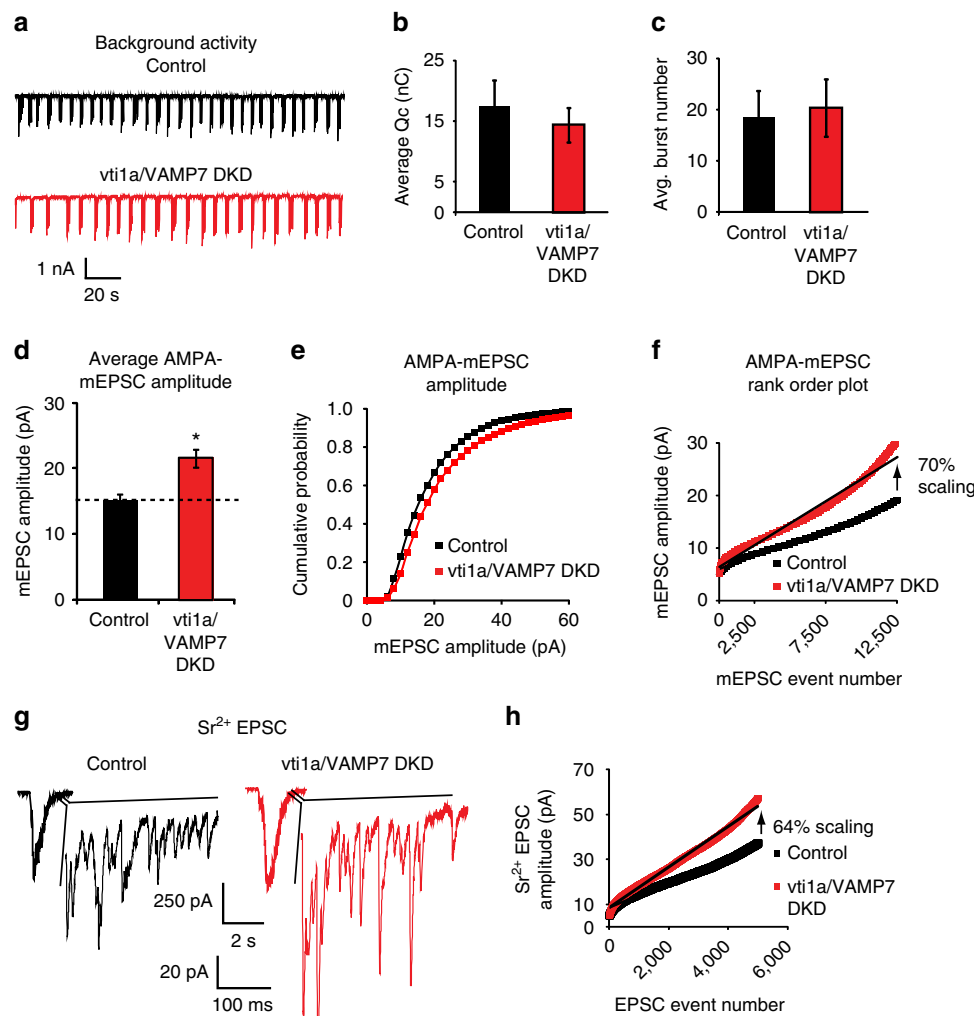 a
Background activity
Control
vti1a/VAMP7 DKD
1 nA
20 s
b
Average Qc (nC)
25
15
5
0
Control
vti1a/
VAMP7
DKD
c
Avg. burst number
30
20
10
0
Control
vti1a/
VAMP7
DKD
d
Average AMPA-
mEPSC amplitude
mEPSC amplitude (pA)
30
20
10
0
*
Control
vti1a/
VAMP7
DKD
e
AMPA-mEPSC
amplitude
Cumulative probability
1.0
0.8
0.6
0.4
0.2
0
Control
vti1a/VAMP7 DKD
0
20
40
60
mEPSC amplitude (pA)
f
AMPA-mEPSC
rank order plot
mEPSC amplitude (pA)
30
20
10
0
70%
scaling
Control
vti1a/VAMP7 DKD
0
2,500
7,500
12,500
mEPSC event number
g
Sr2+ EPSC
Control
vti1a/VAMP7 DKD
250 pA
2 s
20 pA
100 ms
h
Sr2+ EPSC
amplitude (pA)
70
50
30
10
0
64% scaling
Control
vti1a/VAMP7
DKD
0
2,000
4,000
6,000
EPSC event number